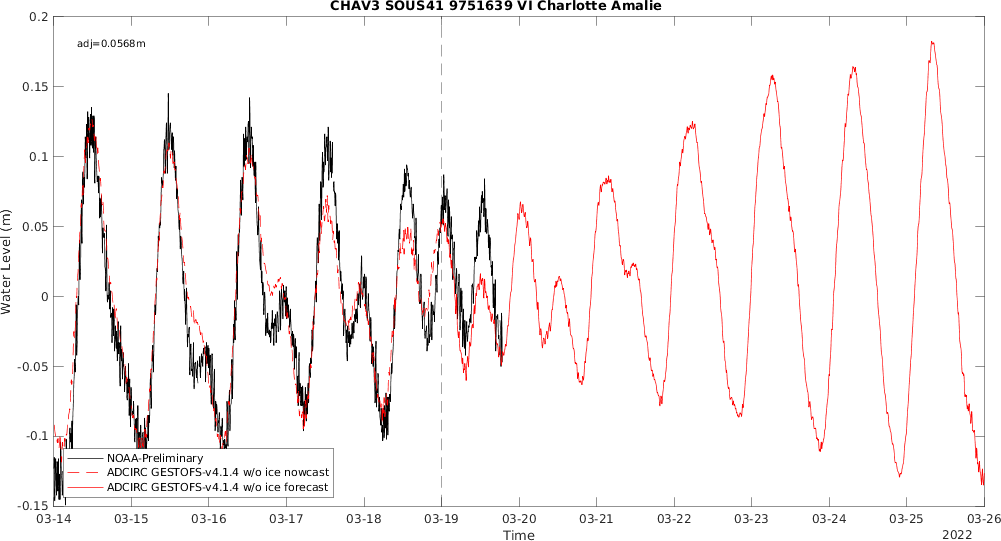 CHAV3 SOUS41 9751639 VI Charlotte Amalie
adj=0.0568m
0.2
0.15
0.1
0.05
0
-0.05
-0.1
-0.15
Water Level (m)
NOAA-Preliminary
ADCIRC GESTOFS-v4.1.4 w/o ice nowcast
ADCIRC GESTOFS-v4.1.4 w/o ice forecast
03-14 03-15 03-16 03-17 03-18 03-19 03-20 03-21 03-22 03-23 03-24 03-25 03-26
Time
2022